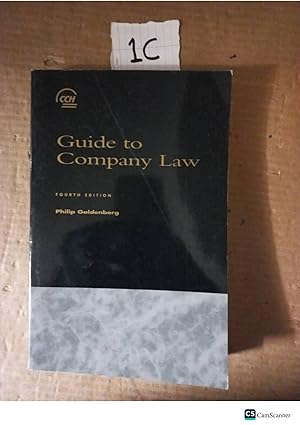 1C
CCH
Guide to
Company Law
FOURTH EDITION
Philip Goldenberg
CS CamScanner